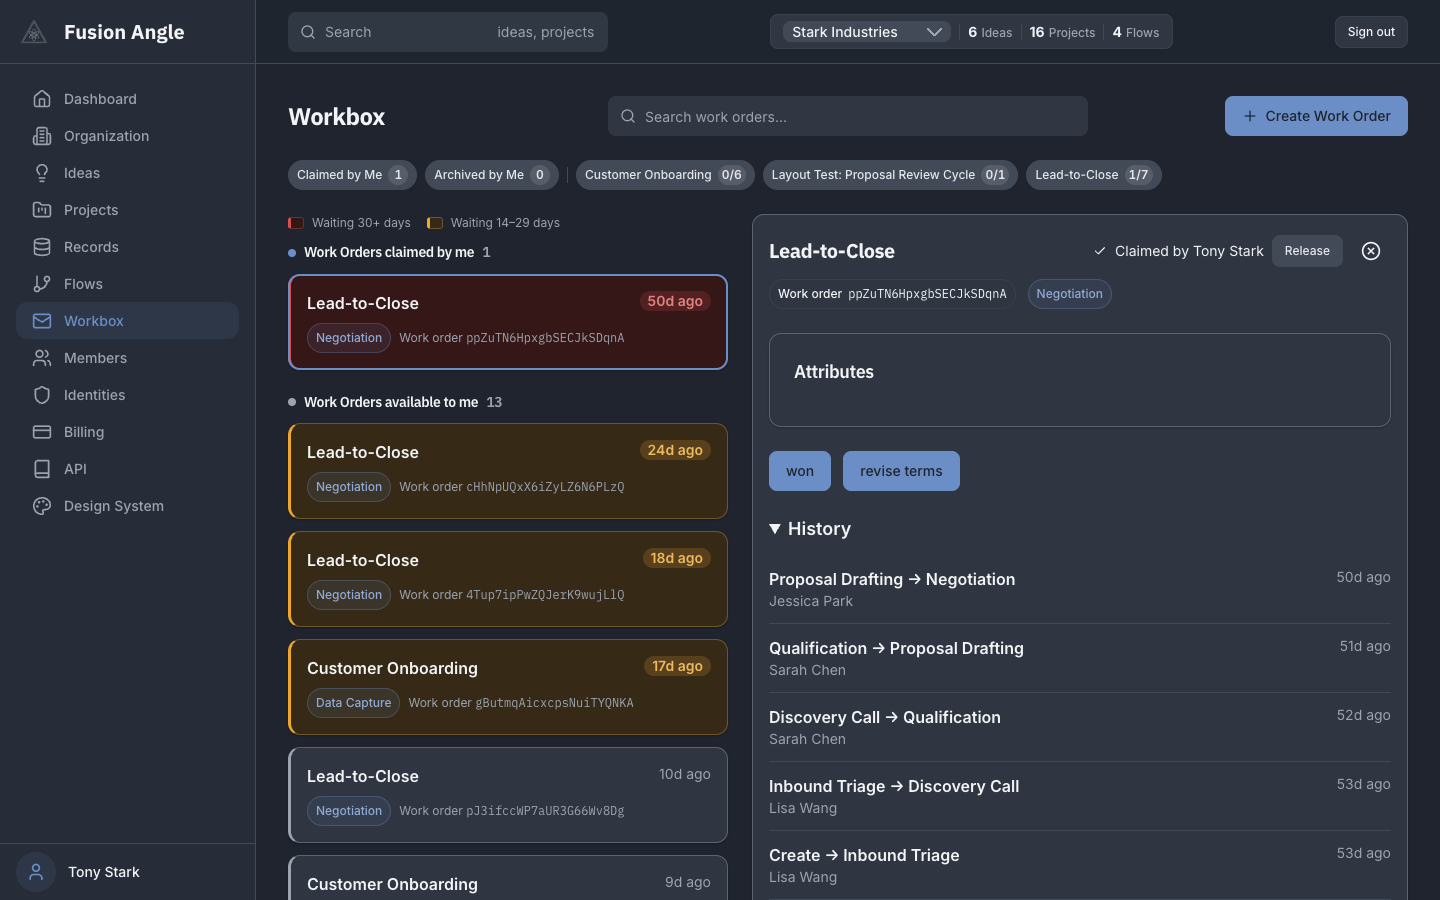 Fusion Angle
Search
ideas, projects
Stark Industries
6 Ideas
16 Projects
4 Flows
Sign out
Dashboard
Organization
Ideas
Projects
Records
Flows
Workbox
Members
Identities
Billing
API
Design System
Tony Stark
Workbox
Search work orders...
Create Work Order
Claimed by Me 1
Archived by Me 0
Customer Onboarding 0/6
Layout Test: Proposal Review Cycle 0/1
Lead-to-Close 1/7
Waiting 30+ days
Waiting 14–29 days
Work Orders claimed by me 1
Lead-to-Close
50d ago
Negotiation
Work order ppZuTN6HpxgbSECJkSDqnA
Work Orders available to me 13
Lead-to-Close
24d ago
Negotiation
Work order cHhNpUQxX6iZyLZ6N6PLzQ
Lead-to-Close
18d ago
Negotiation
Work order 4Tup7ipPwZQJerK9wujLlQ
Customer Onboarding
17d ago
Data Capture
Work order gButmqAicxcpsNuiTYQNKA
Lead-to-Close
10d ago
Negotiation
Work order pJ3ifccWP7aUR3G66Wv8Dg
Customer Onboarding
9d ago
Lead-to-Close
Claimed by Tony Stark
Release
Work order ppZuTN6HpxgbSECJkSDqnA
Negotiation
Attributes
won
revise terms
History
Proposal Drafting → Negotiation
50d ago
Jessica Park
Qualification → Proposal Drafting
51d ago
Sarah Chen
Discovery Call → Qualification
52d ago
Sarah Chen
Inbound Triage → Discovery Call
53d ago
Lisa Wang
Create → Inbound Triage
53d ago
Lisa Wang